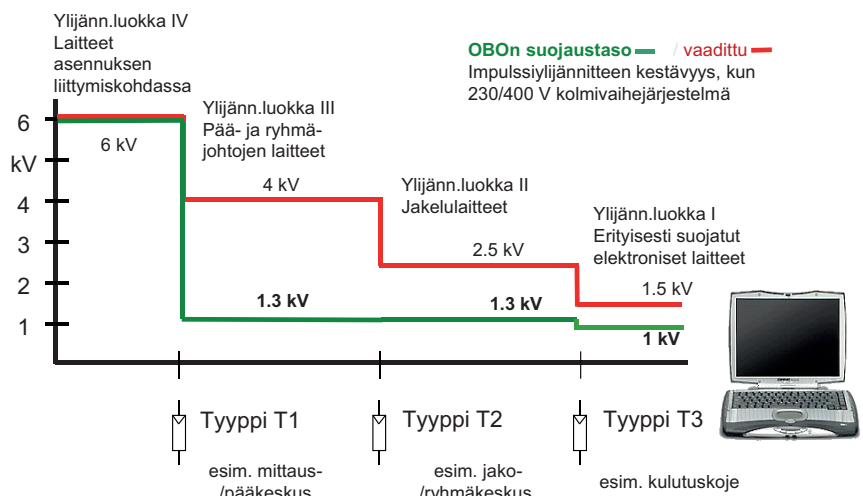 Ylijänn.luokka IV
Laitteet
asennuksen
liittymiskohdassa
OBOn suojaustaso / vaadittu
Impulssiylijännitteen kestävyys, kun
230/400 V kolmivaihejärjestelmä
Ylijänn.luokka III
Pää- ja ryhmä-
johtojen laitteet
Ylijänn.luokka II
Jakelulaitteet
Ylijänn.luokka I
Erityisesti suojatut
elektroniset laitteet
6
kV
4
3
2
1
6 kV
4 kV
2.5 kV
1.5 kV
1.3 kV
1.3 kV
1 kV
Tyyppi T1
Tyyppi T2
Tyyppi T3
esim. mittaus-
/pääkeskus
esim. jako-
/ryhmäkeskus
esim. kulutuskoje